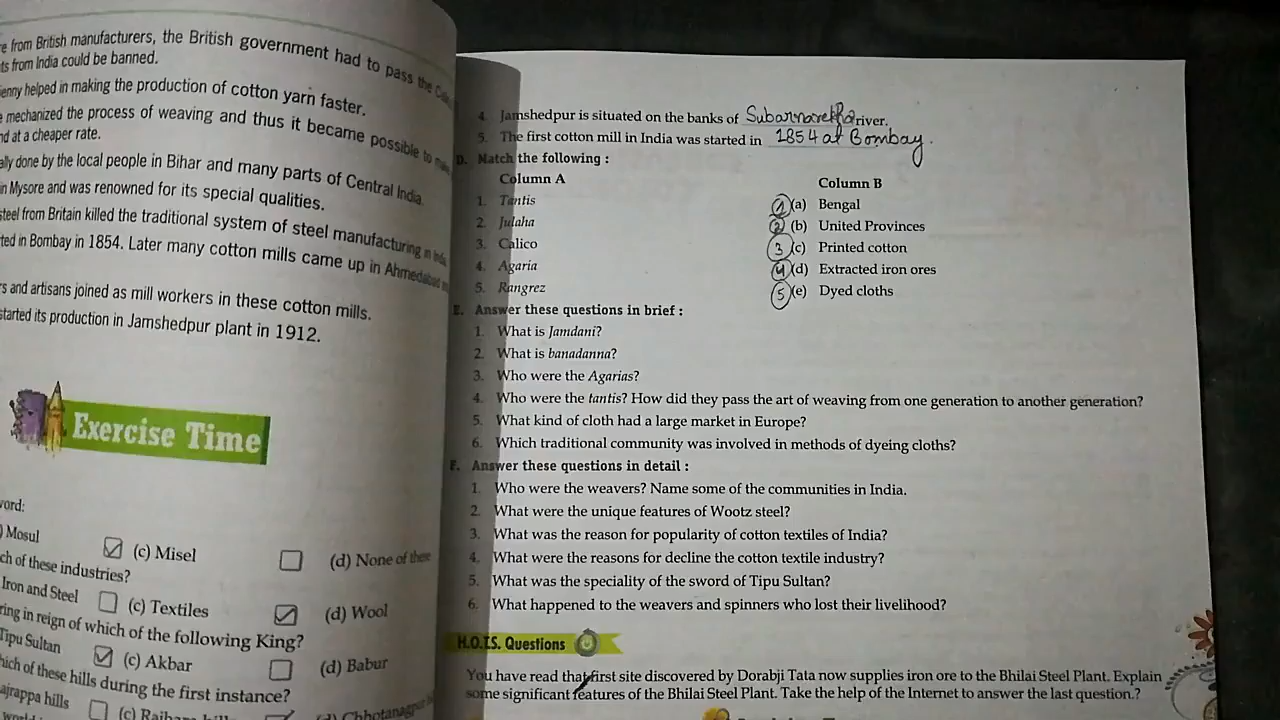 re from British manufacturers, the British government had to pass the
ts from India could be banned.
enny helped in making the production of cotton yarn faster.
e mechanized the process of weaving and thus it became possible to
nd at a cheaper rate.
ally done by the local people in Bihar and many parts of Central India.
in Mysore and was renowned for its special qualities.
steel from Britain killed the traditional system of steel manufacturing in
ted in Bombay in 1854. Later many cotton mills came up in Ahmedabad
rs and artisans joined as mill workers in these cotton mills.
started its production in Jamshedpur plant in 1912.
Exercise Time
word:
) Mosul (c) Misel (d) None of these
ch of these industries?
Iron and Steel (c) Textiles (d) Wool
ring in reign of which of the following King?
Tipu Sultan (c) Akbar (d) Babur
hich of these hills during the first instance?
ajrappa hills (c) (d) Chhotanagpur
4. Jamshedpur is situated on the banks of Subarnarekha river.
5. The first cotton mill in India was started in 1854 at Bombay.
D. Match the following :
Column A Column B
1. Tantis 1 (a) Bengal
2. Julaha 2 (b) United Provinces
3. Calico 3 (c) Printed cotton
4. Agaria 4 (d) Extracted iron ores
5. Rangrez 5 (e) Dyed cloths
E. Answer these questions in brief :
1. What is Jamdani?
2. What is banadanna?
3. Who were the Agarias?
4. Who were the tantis? How did they pass the art of weaving from one generation to another generation?
5. What kind of cloth had a large market in Europe?
6. Which traditional community was involved in methods of dyeing cloths?
F. Answer these questions in detail :
1. Who were the weavers? Name some of the communities in India.
2. What were the unique features of Wootz steel?
3. What was the reason for popularity of cotton textiles of India?
4. What were the reasons for decline the cotton textile industry?
5. What was the speciality of the sword of Tipu Sultan?
6. What happened to the weavers and spinners who lost their livelihood?
H.O.T.S. Questions
You have read that first site discovered by Dorabji Tata now supplies iron ore to the Bhilai Steel Plant. Explain
some significant features of the Bhilai Steel Plant. Take the help of the Internet to answer the last question.?